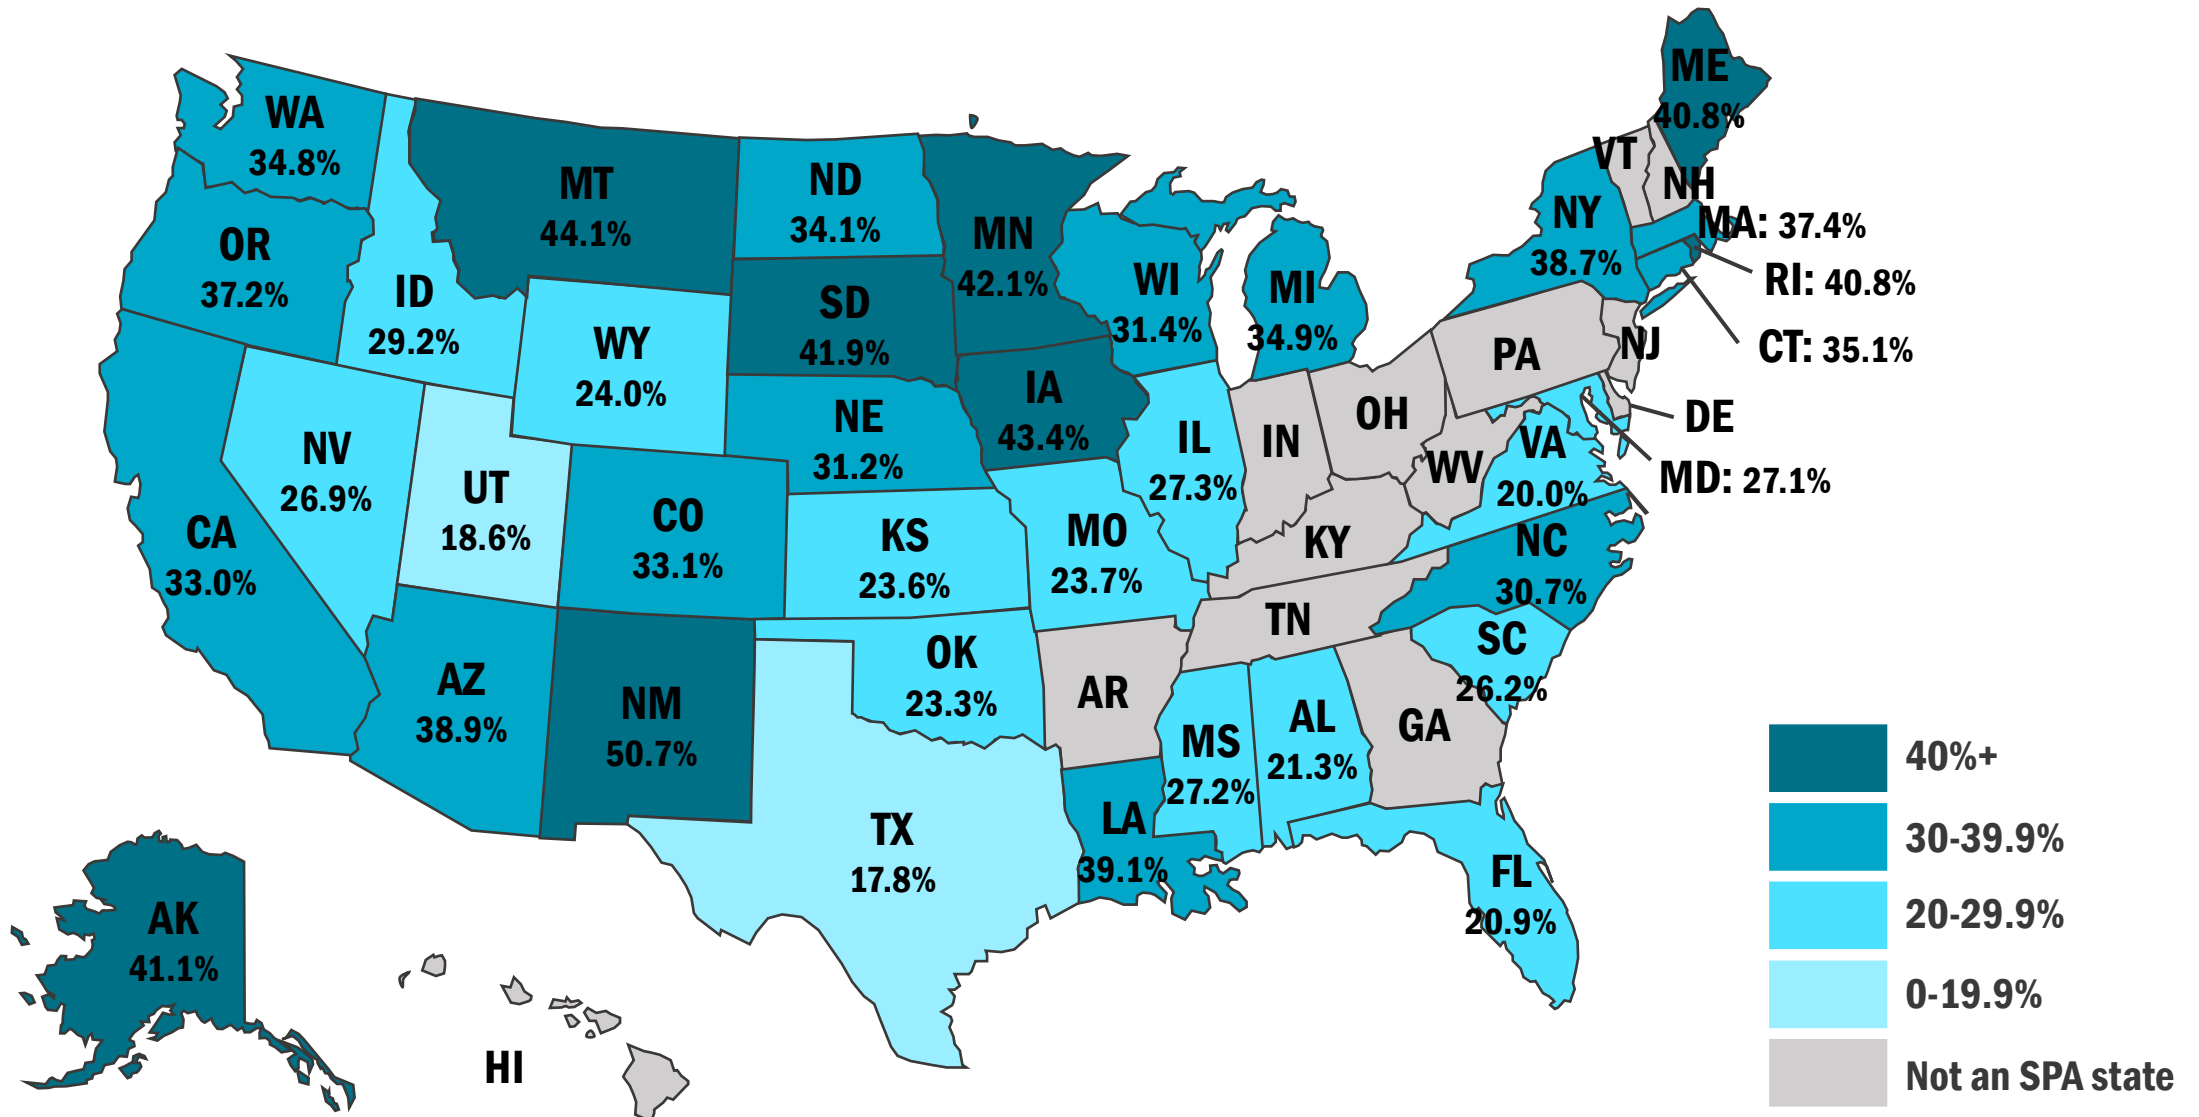 ME
40.8%
WA
34.8%
VT
MT
44.1%
ND
34.1%
NH
NY
38.7%
MA: 37.4%
MN
42.1%
OR
37.2%
RI: 40.8%
WI
31.4%
MI
34.9%
ID
29.2%
SD
41.9%
WY
24.0%
NJ
CT: 35.1%
PA
IA
43.4%
NE
31.2%
OH
DE
IL
27.3%
IN
VA
20.0%
NV
26.9%
WV
MD: 27.1%
UT
18.6%
CO
33.1%
CA
33.0%
KS
23.6%
MO
23.7%
KY
NC
30.7%
TN
SC
26.2%
OK
23.3%
AZ
38.9%
NM
50.7%
AR
AL
21.3%
GA
MS
27.2%
40%+
LA
39.1%
TX
17.8%
30-39.9%
FL
20.9%
20-29.9%
AK
41.1%
0-19.9%
HI
Not an SPA state